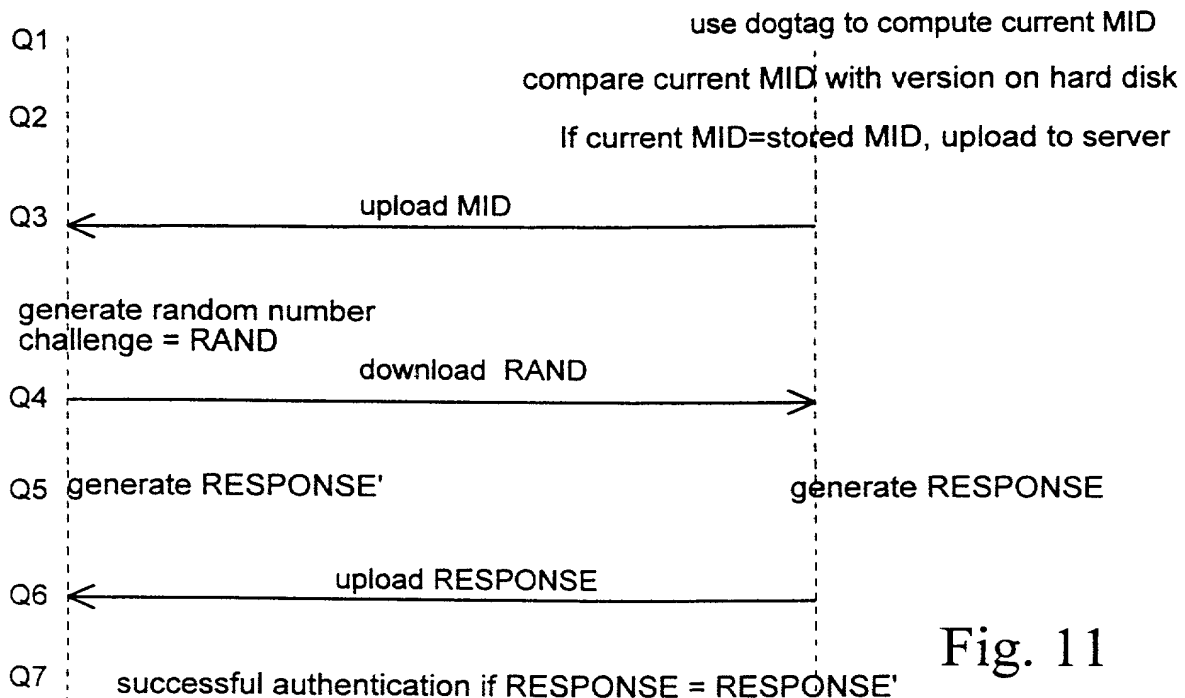 Q1
use dogtag to compute current MID
compare current MID with version on hard disk
Q2
If current MID=stored MID, upload to server
Q3
upload MID
generate random number
challenge = RAND
download RAND
Q4
Q5
generate RESPONSE'
generate RESPONSE
upload RESPONSE
Q6
Fig. 11
Q7
successful authentication if RESPONSE = RESPONSE'